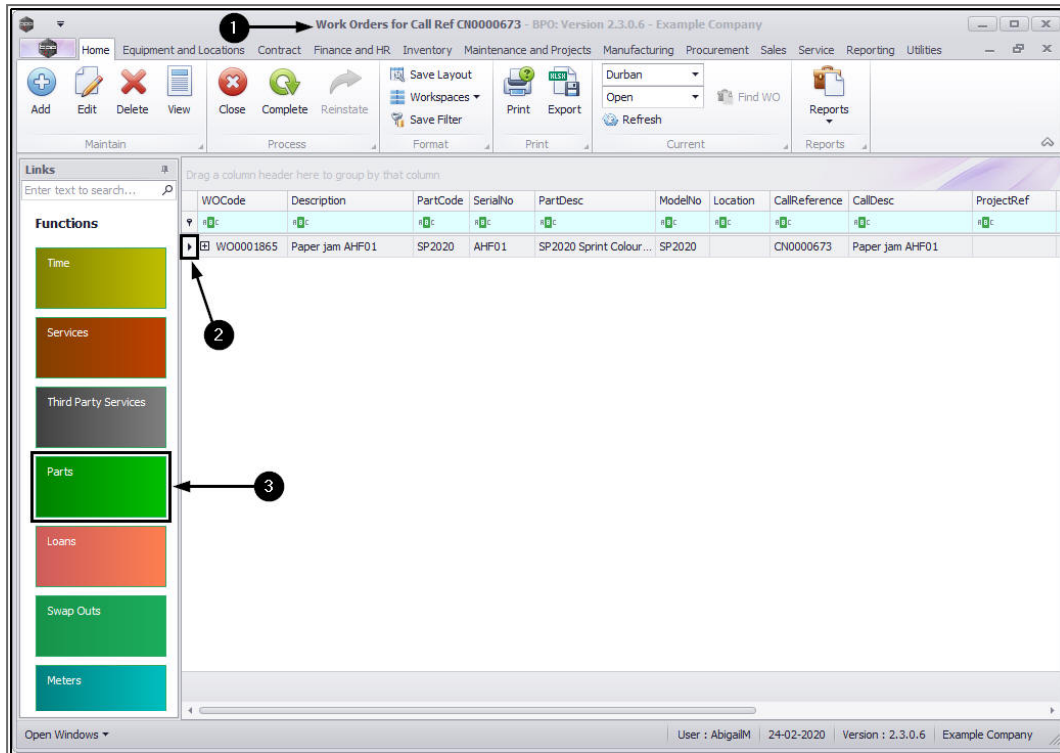 1
Work Orders for Call Ref CN0000673 - BPO: Version 2.3.0.6 - Example Company
Home Equipment and Locations Contract Finance and HR Inventory Maintenance and Projects Manufacturing Procurement Sales Service Reporting Utilities
Add Edit Delete View Close Complete Reinstate
Save Layout
Workspaces
Save Filter
Print Export
Durban
Open
Refresh
Find WO
Reports
Maintain Process Format Print Current Reports
Links
Enter text to search...
Functions
Time
Services
Third Party Services
Parts
Loans
Swap Outs
Meters
Drag a column header here to group by that column
WOCode Description PartCode SerialNo PartDesc ModelNo Location CallReference CallDesc ProjectRef
WO0001865 Paper jam AHF01 SP2020 AHF01 SP2020 Sprint Colour... SP2020 CN0000673 Paper jam AHF01
2
3
Open Windows User : AbigailM 24-02-2020 Version : 2.3.0.6 Example Company